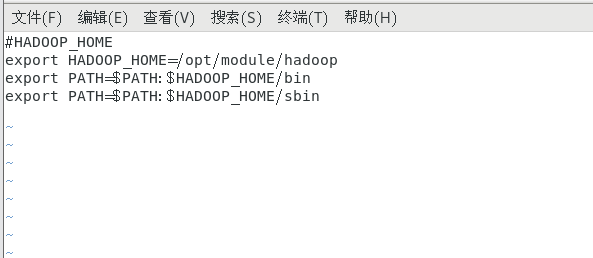 文件(F) 编辑(E) 查看(V) 搜索(S) 终端(T) 帮助(H)
#HADOOP_HOME
export HADOOP_HOME=/opt/module/hadoop
export PATH=$PATH:$HADOOP_HOME/bin
export PATH=$PATH:$HADOOP_HOME/sbin
~
~
~
~
~
~
~
~